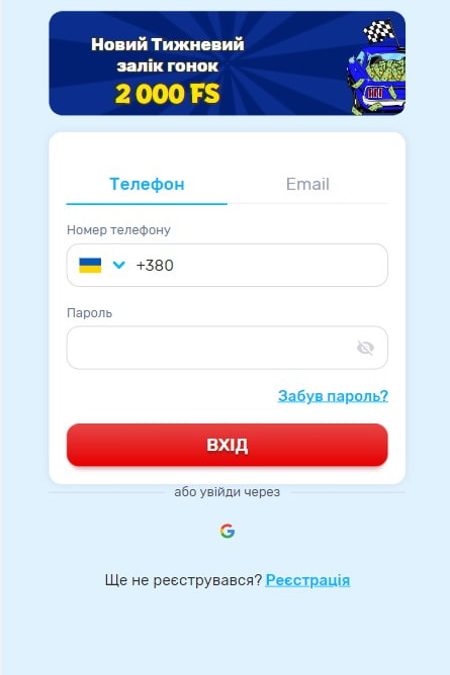 Новий Тижневий
залік гонок
2 000 FS
Телефон
Email
Номер телефону
+380
Пароль
Забув пароль?
ВХІД
або увійди через
Ще не реєструвався? Реєстрація